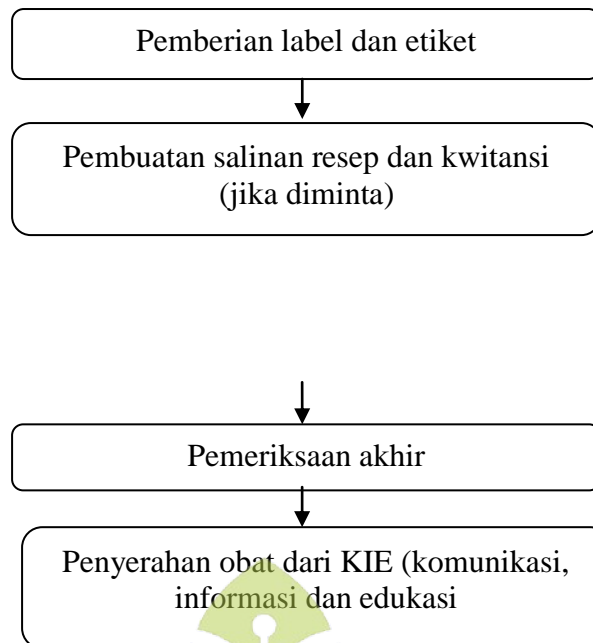 Pemberian label dan etiket
Pembuatan salinan resep dan kwitansi
(jika diminta)
Pemeriksaan akhir
Penyerahan obat dari KIE (komunikasi,
informasi dan edukasi